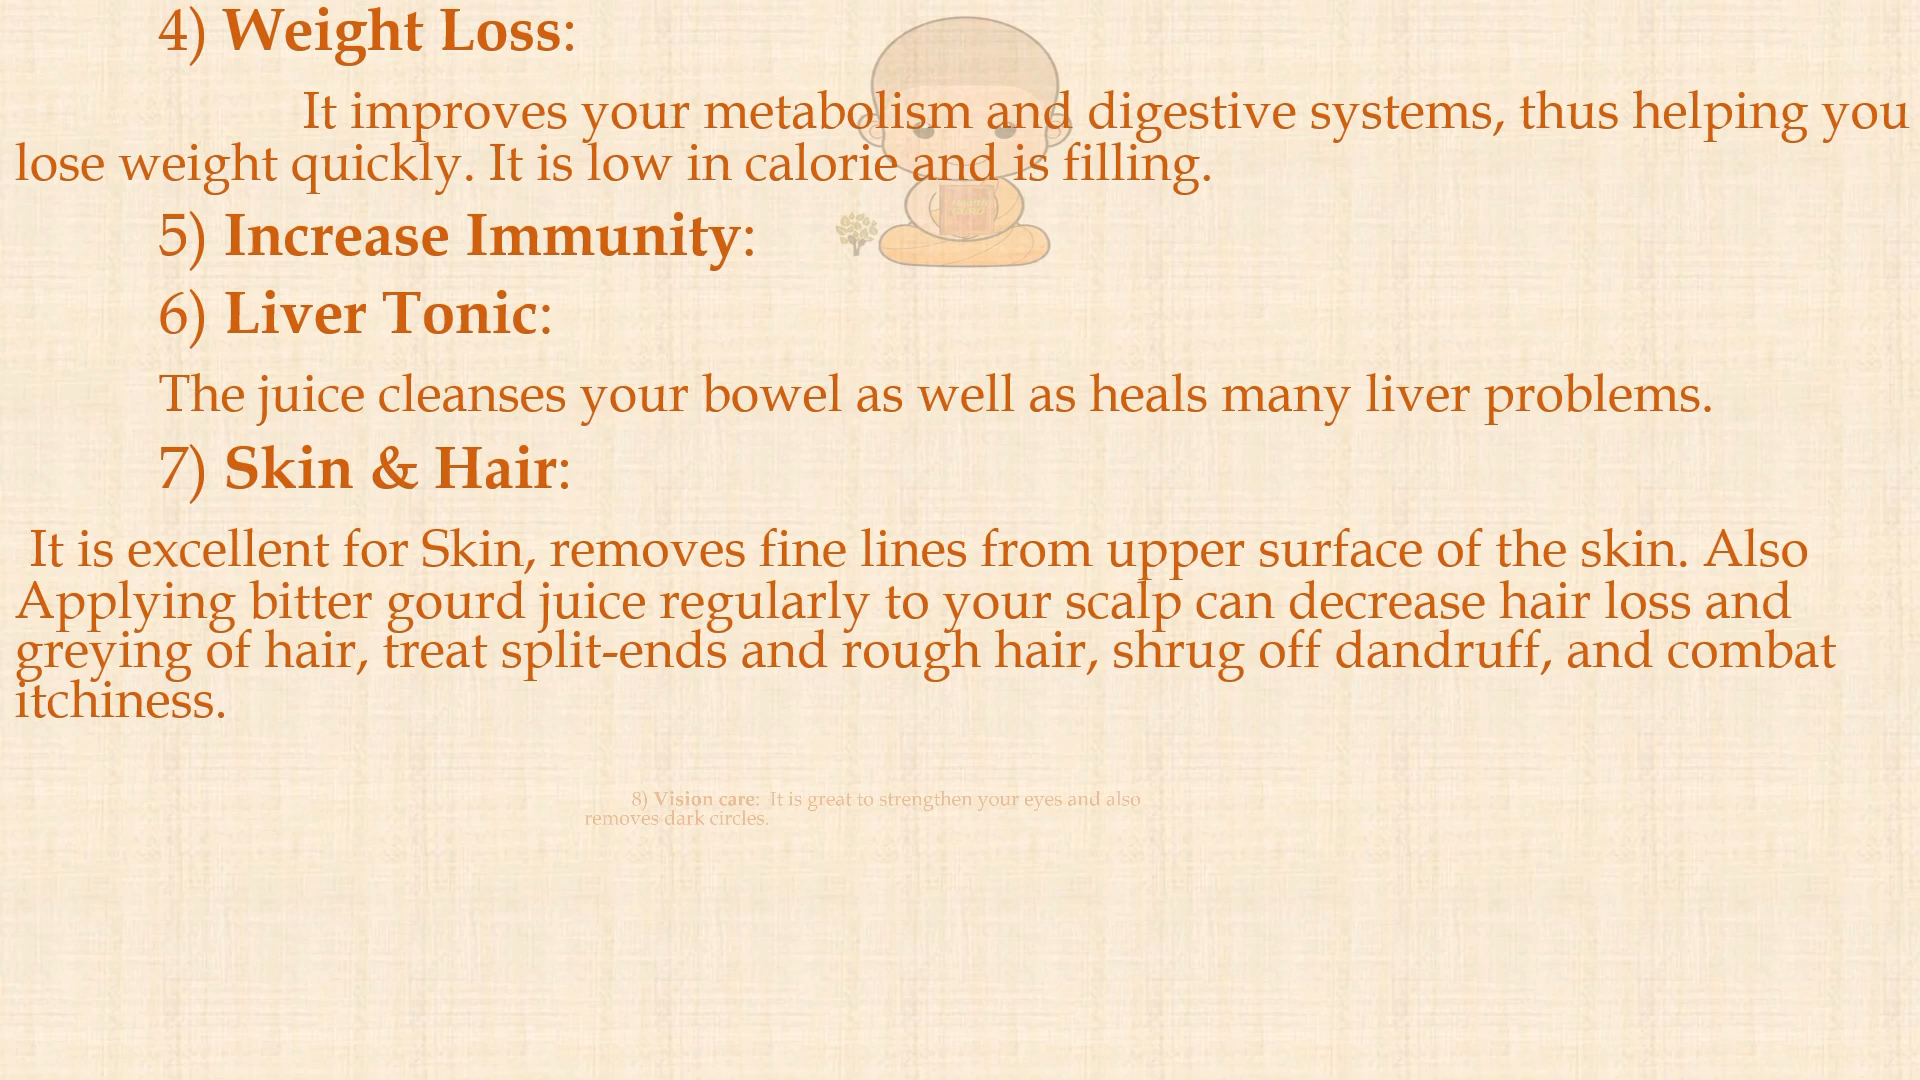 4) Weight Loss:
It improves your metabolism and digestive systems, thus helping you
lose weight quickly. It is low in calorie and is filling.
5) Increase Immunity:
6) Liver Tonic:
The juice cleanses your bowel as well as heals many liver problems.
7) Skin & Hair:
It is excellent for Skin, removes fine lines from upper surface of the skin. Also
Applying bitter gourd juice regularly to your scalp can decrease hair loss and
greying of hair, treat split-ends and rough hair, shrug off dandruff, and combat
itchiness.
8) Vision care: It is great to strengthen your eyes and also
removes dark circles.